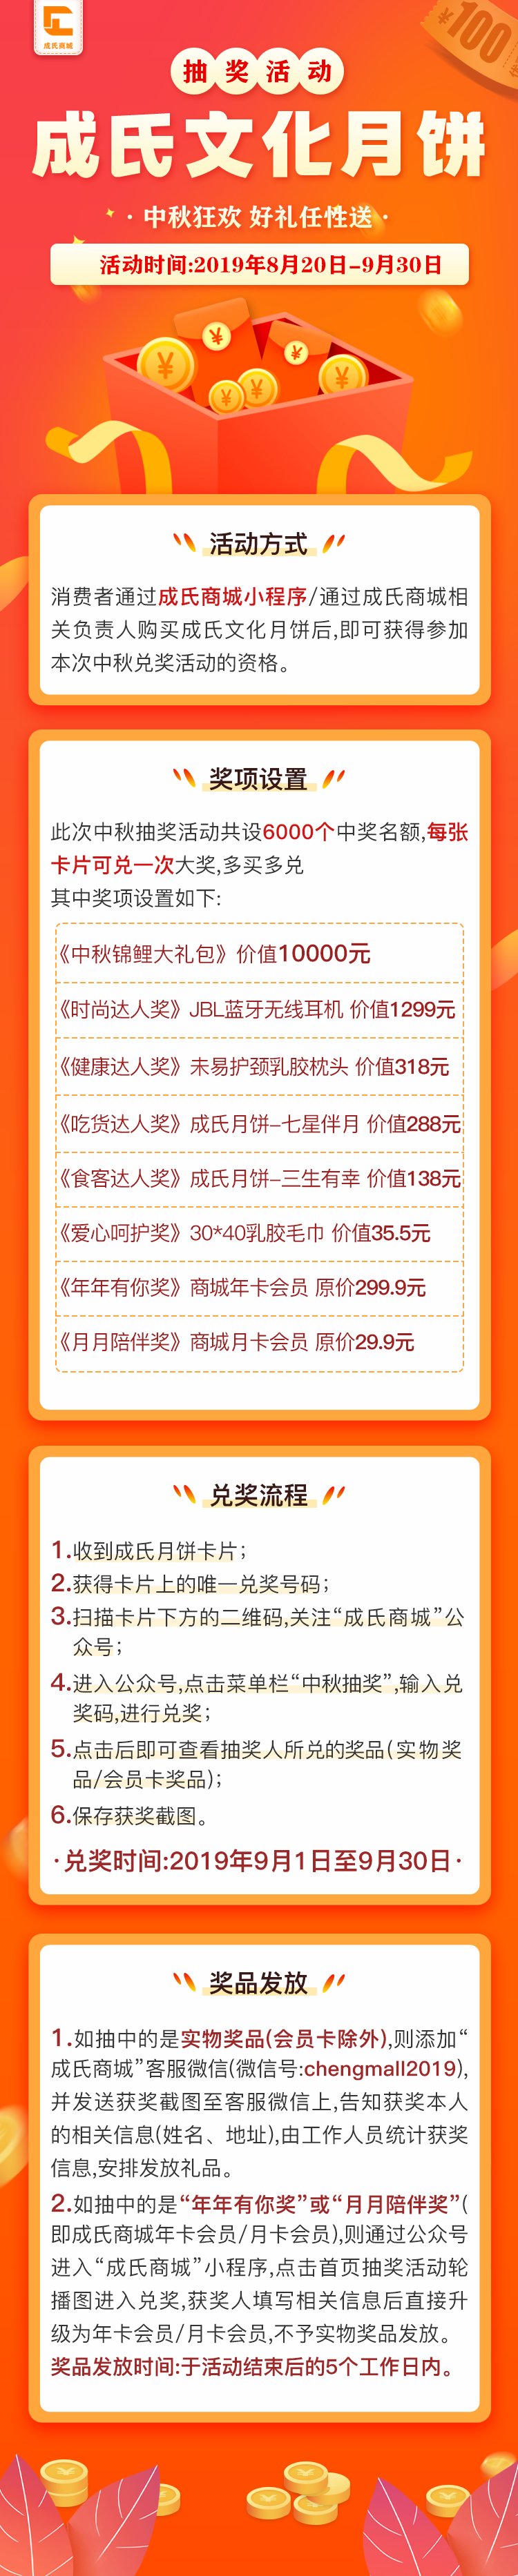 成氏商城
100
抽奖活动
成氏文化月饼
·中秋狂欢 好礼任性送·
活动时间:2019年8月20日-9月30日
活动方式
消费者通过成氏商城小程序/通过成氏商城相
关负责人购买成氏文化月饼后,即可获得参加
本次中秋兑奖活动的资格。
奖项设置
此次中秋抽奖活动共设6000个中奖名额,每张
卡片可兑一次大奖,多买多兑
其中奖项设置如下:
《中秋锦鲤大礼包》价值10000元
《时尚达人奖》JBL蓝牙无线耳机 价值1299元
《健康达人奖》未易护颈乳胶枕头 价值318元
《吃货达人奖》成氏月饼-七星伴月 价值288元
《食客达人奖》成氏月饼-三生有幸 价值138元
《爱心呵护奖》30*40乳胶毛巾 价值35.5元
《年年有你奖》商城年卡会员 原价299.9元
《月月陪伴奖》商城月卡会员 原价29.9元
兑奖流程
1.收到成氏月饼卡片;
2.获得卡片上的唯一兑奖号码;
3.扫描卡片下方的二维码,关注“成氏商城”公
众号;
4.进入公众号,点击菜单栏“中秋抽奖”,输入兑
奖码,进行兑奖;
5.点击后即可查看抽奖人所兑的奖品(实物奖
品/会员卡奖品);
6.保存获奖截图。
·兑奖时间:2019年9月1日至9月30日·
奖品发放
1.如抽中的是实物奖品(会员卡除外),则添加“
成氏商城”客服微信(微信号:chengmall2019),
并发送获奖截图至客服微信上,告知获奖本人
的相关信息(姓名、地址),由工作人员统计获奖
信息,安排发放礼品。
2.如抽中的是“年年有你奖”或“月月陪伴奖”(
即成氏商城年卡会员/月卡会员),则通过公众号
进入“成氏商城”小程序,点击首页抽奖活动轮
播图进入兑奖,获奖人填写相关信息后直接升
级为年卡会员/月卡会员,不予实物奖品发放。
奖品发放时间:于活动结束后的5个工作日内。